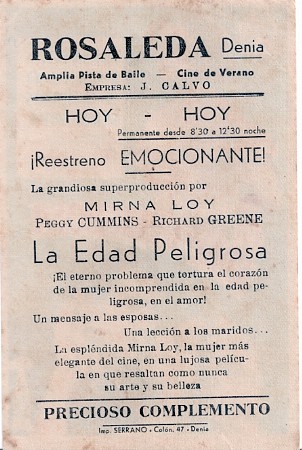 ROSALEDA Denia
Amplia Pista de Baile — Cine de Verano
EMPRESA: J. CALVO
HOY - HOY
Permanente desde 8'30 a 12'30 noche
¡Reestreno EMOCIONANTE!
La grandiosa superproducción por
MIRNA LOY
PEGGY CUMMINS - RICHARD GREENE
La Edad Peligrosa
¡El eterno problema que tortura el corazón
de la mujer incomprendida en la edad pe-
ligrosa, en el amor!
Un mensaje a las esposas...
Una lección a los maridos...
La espléndida Mirna Loy, la mujer más
elegante del cine, en una lujosa pelícu-
la en que resaltan como nunca
su arte y su belleza
PRECIOSO COMPLEMENTO
Imp. SERRANO - Colón. 47 - Denia